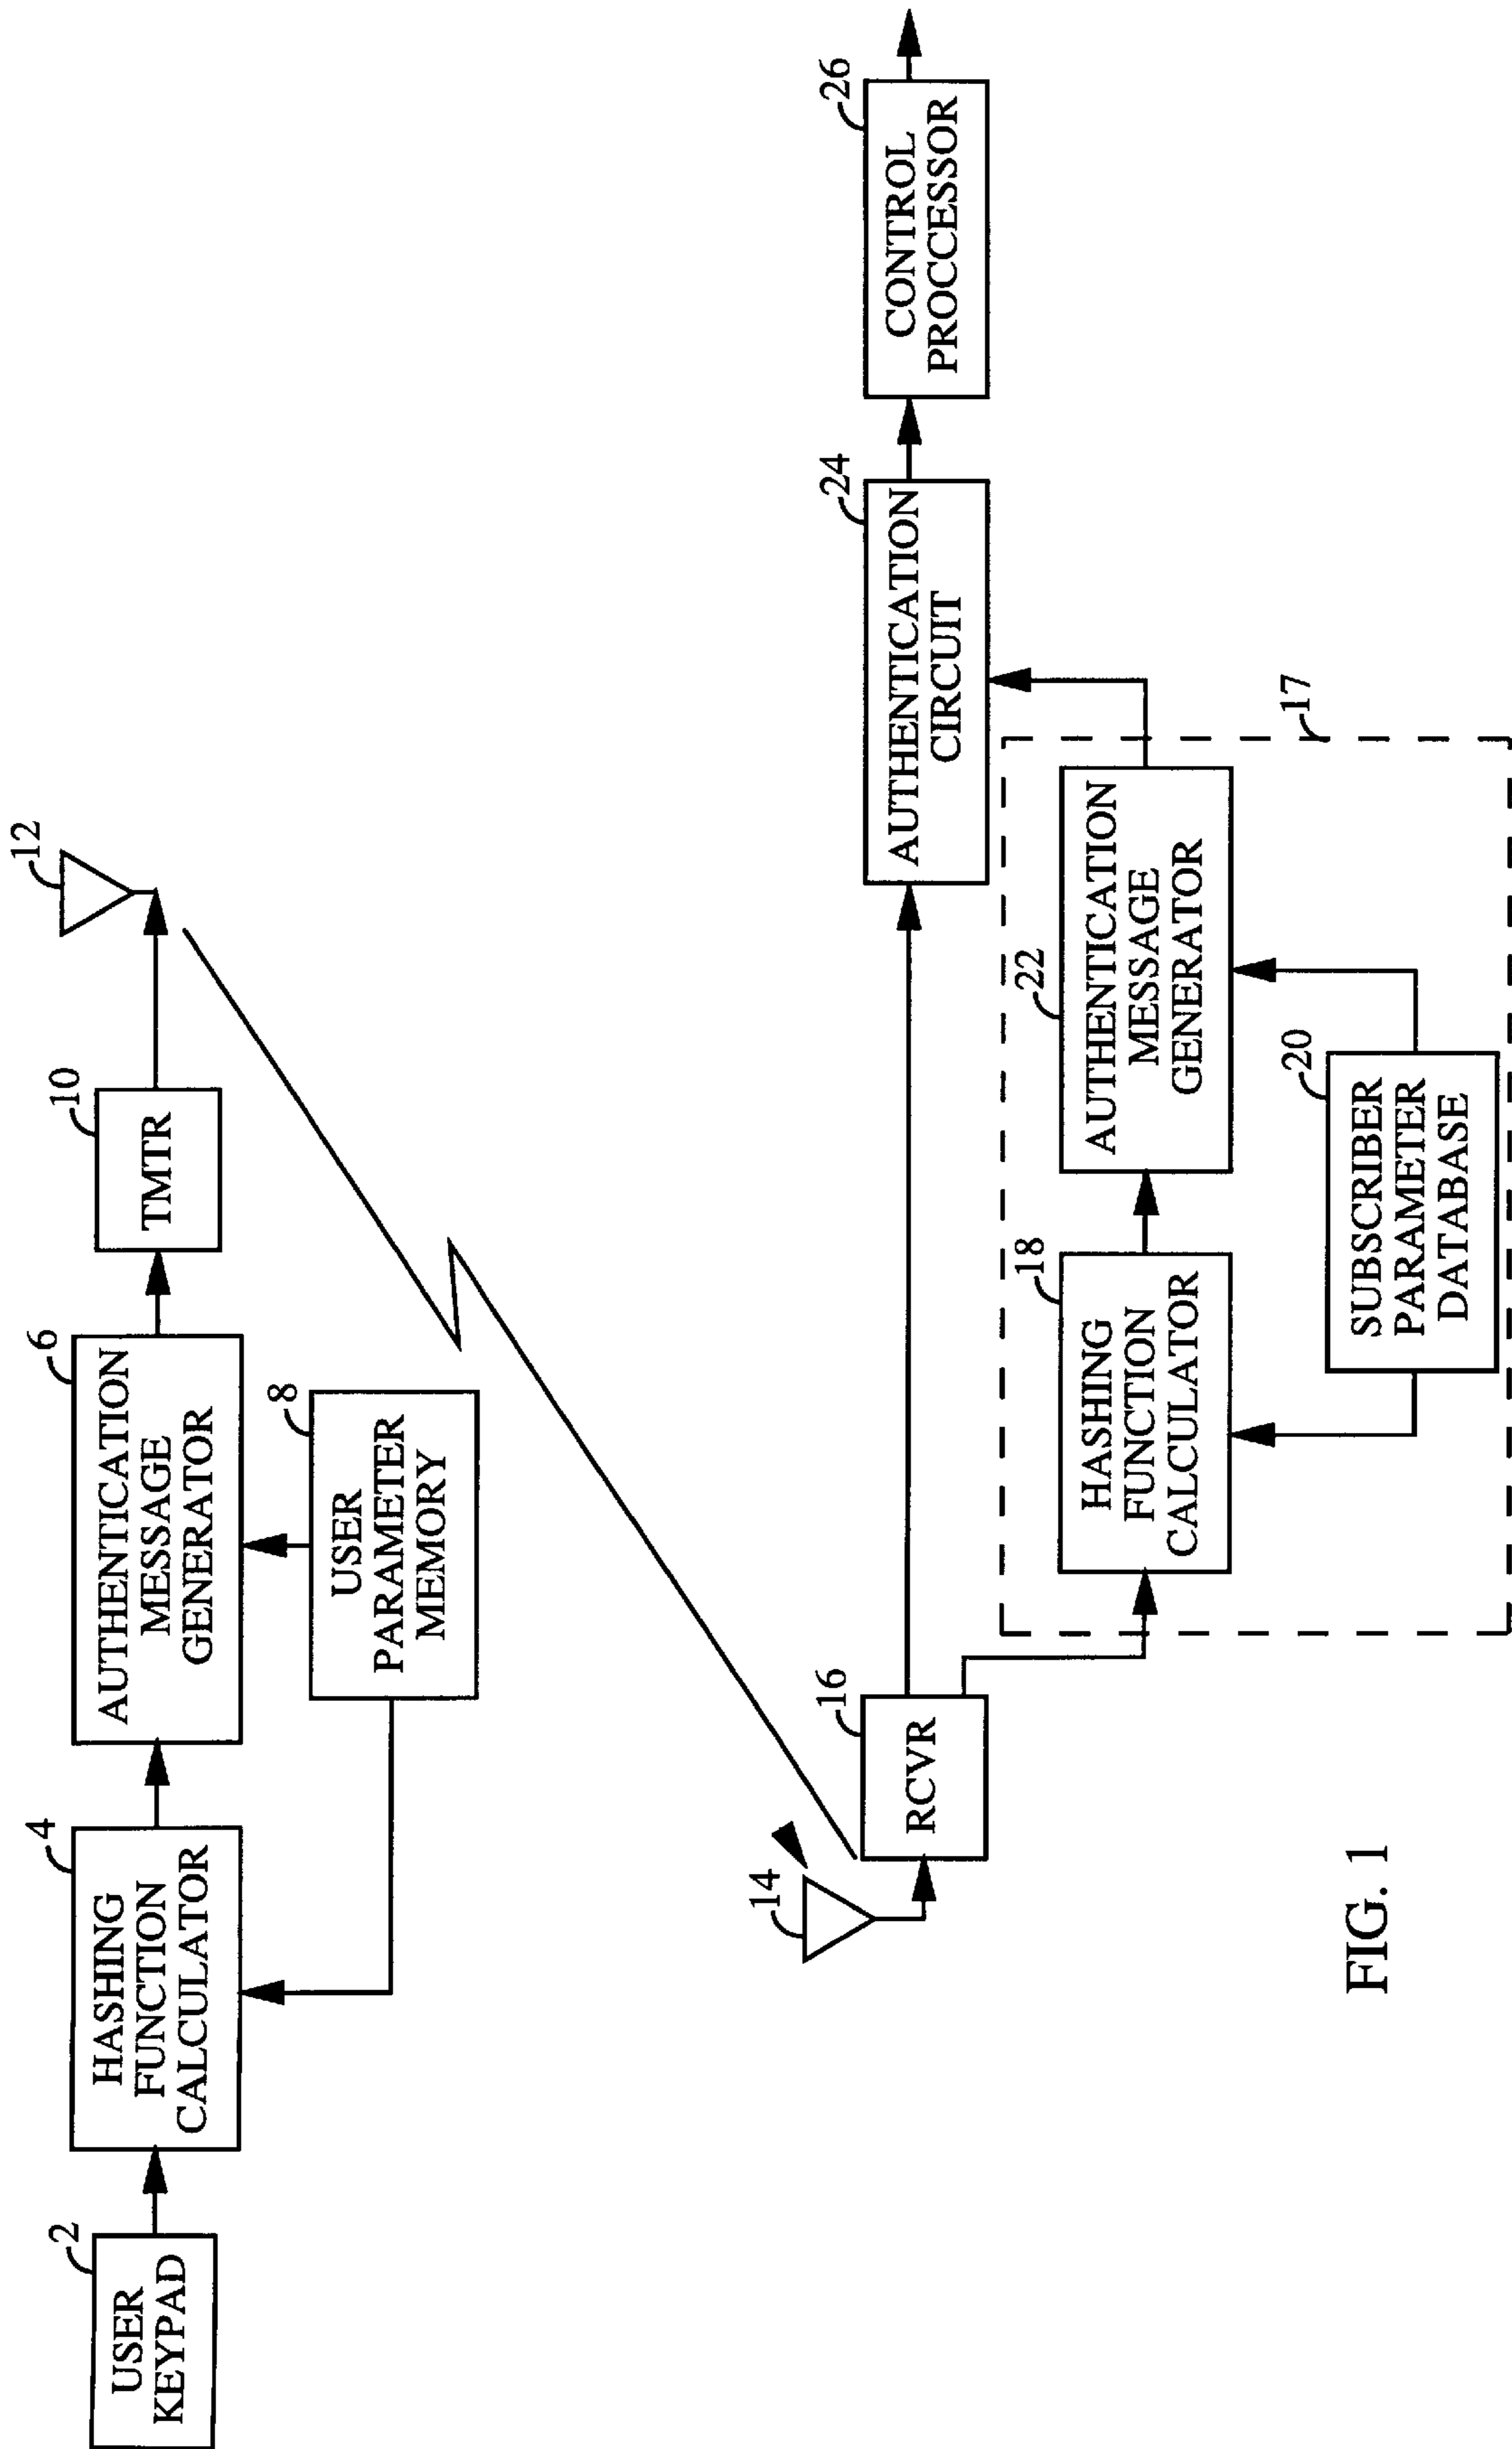 2
USER
KEYPAD
4
HASHING
FUNCTION
CALCULATOR
6
AUTHENTICATION
MESSAGE
GENERATOR
8
USER
PARAMETER
MEMORY
10
TMTR
12
14
16
RCVR
17
18
HASHING
FUNCTION
CALCULATOR
20
SUBSCRIBER
PARAMETER
DATABASE
22
AUTHENTICATION
MESSAGE
GENERATOR
24
AUTHENTICATION
CIRCUIT
26
CONTROL
PROCCESSOR
FIG. 1